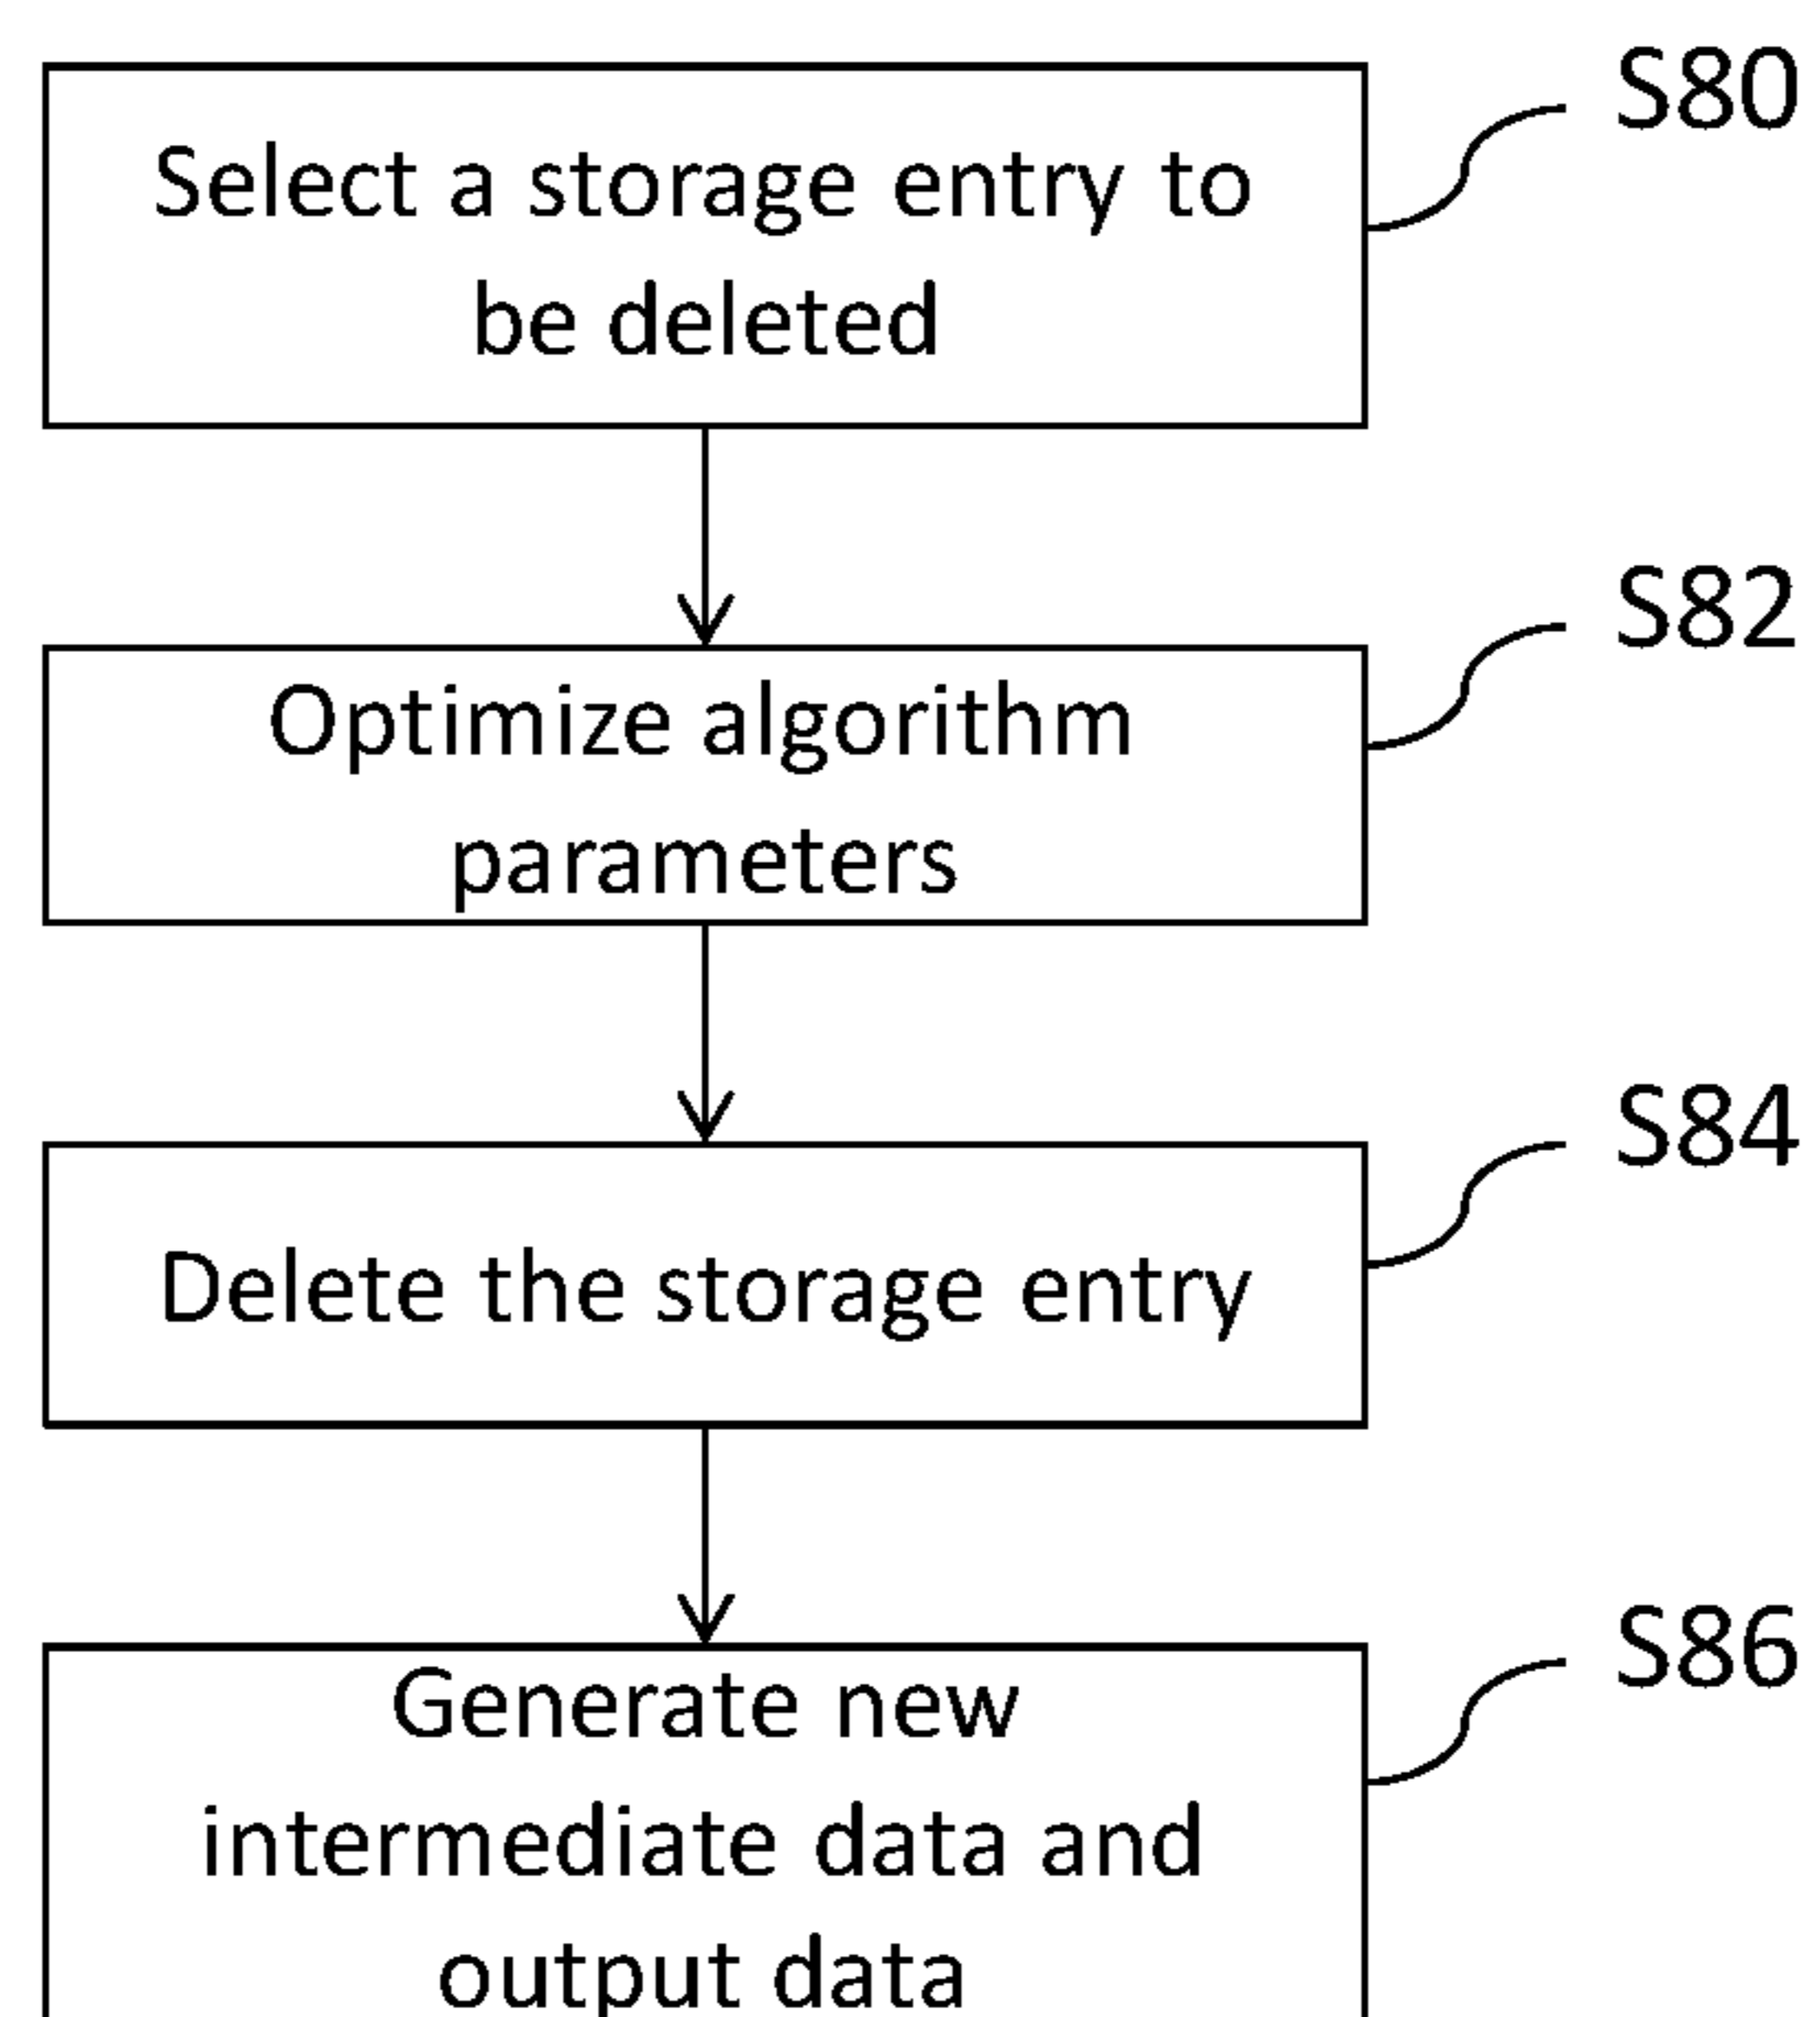 S80
Select a storage entry to
be deleted
S82
Optimize algorithm
parameters
S84
Delete the storage entry
S86
Generate new
intermediate data and
output data